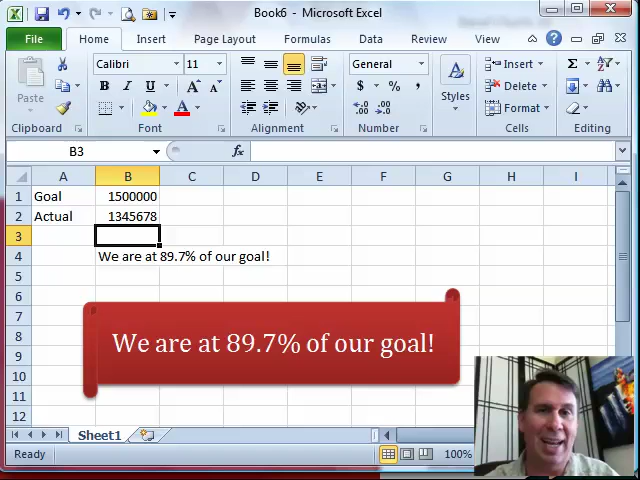 Book6 - Microsoft Excel
File Home Insert Page Layout Formulas Data Review View
Paste
Calibri 11
B I U A A
A
General
$ % ,
.00 .0
Styles
Insert
Delete
Format
Σ
Clipboard Font Alignment Number Cells Editing
B3 fx
A B C D E F G H I
1 Goal 1500000
2 Actual 1345678
3
4 We are at 89.7% of our goal!
5
6
7
8
9
10
11
12
We are at 89.7% of our goal!
Sheet1
Ready 100%